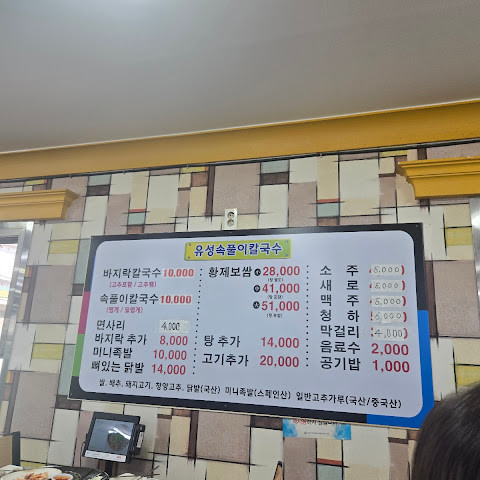 유성속풀이칼국수
바지락칼국수 10,000
(고추포함 / 고추뺌)
속풀이칼국수 10,000
(맵게 / 덜맵게)
면사리 4,000
바지락 추가 8,000
미니족발 10,000
뼈있는 닭발 14,000
황제보쌈 28,000
41,000
51,000
탕 추가 14,000
고기추가 20,000
소 주 (5,000)
새 로 (5,000)
맥 주 (5,000)
청 하
막걸리 (4,000)
음료수 2,000
공기밥 1,000
쌀, 배추, 돼지고기, 청양고추, 닭발(국산) 미니족발(스페인산) 일반고추가루(국산/중국산)